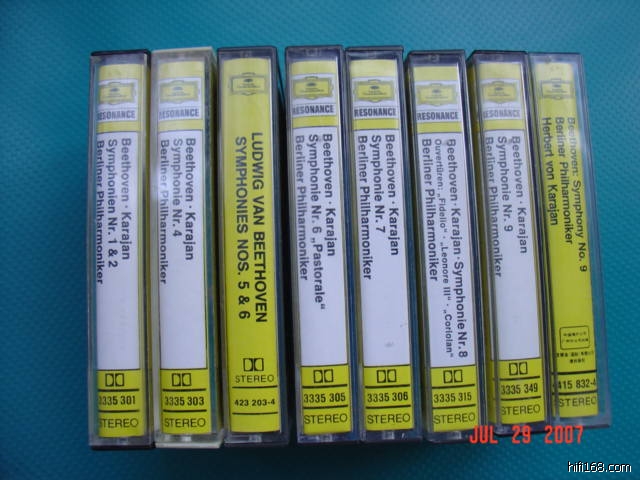 RESONANCE
Beethoven · Karajan
Symphonien Nr. 1 & 2
Berliner Philharmoniker
3335 301
STEREO
RESONANCE
Beethoven · Karajan
Symphonie Nr. 4
Berliner Philharmoniker
3335 303
STEREO
LUDWIG VAN BEETHOVEN
SYMPHONIES NOS. 5 & 6
STEREO
423 203-4
RESONANCE
Beethoven · Karajan
Symphonie Nr. 6 „Pastorale“
Berliner Philharmoniker
3335 305
STEREO
RESONANCE
Beethoven · Karajan
Symphonie Nr. 7
Berliner Philharmoniker
3335 306
STEREO
RESONANCE
Beethoven · Karajan · Symphonie Nr. 8
Ouvertüren: „Fidelio“ · „Leonore III“ · „Coriolan“
Berliner Philharmoniker
3335 315
STEREO
RESONANCE
Beethoven · Karajan
Symphonie Nr. 9
Berliner Philharmoniker
3335 349
STEREO
Beethoven: Symphony No. 9
Berliner Philharmoniker
Herbert von Karajan
415 832-4
JUL 29 2007
hifi168.com